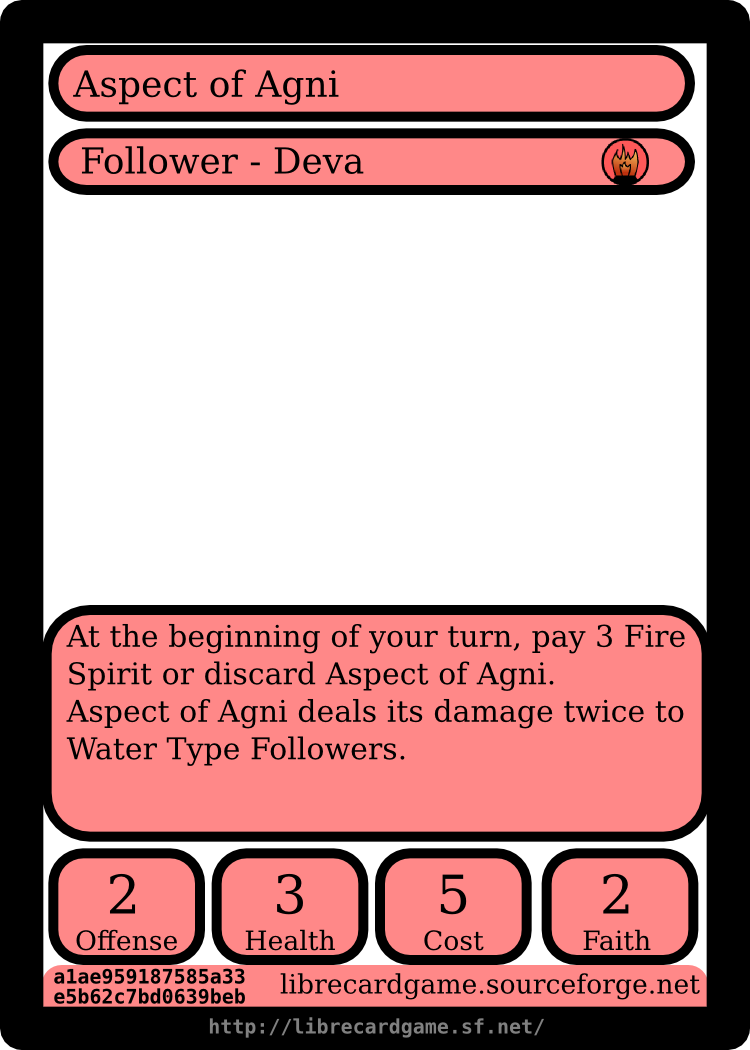 Aspect of Agni
Follower - Deva
At the beginning of your turn, pay 3 Fire
Spirit or discard Aspect of Agni.
Aspect of Agni deals its damage twice to
Water Type Followers.
2 3 5 2
Offense Health Cost Faith
a1ae959187585a33
e5b62c7bd0639beb
librecardgame.sourceforge.net
http://librecardgame.sf.net/